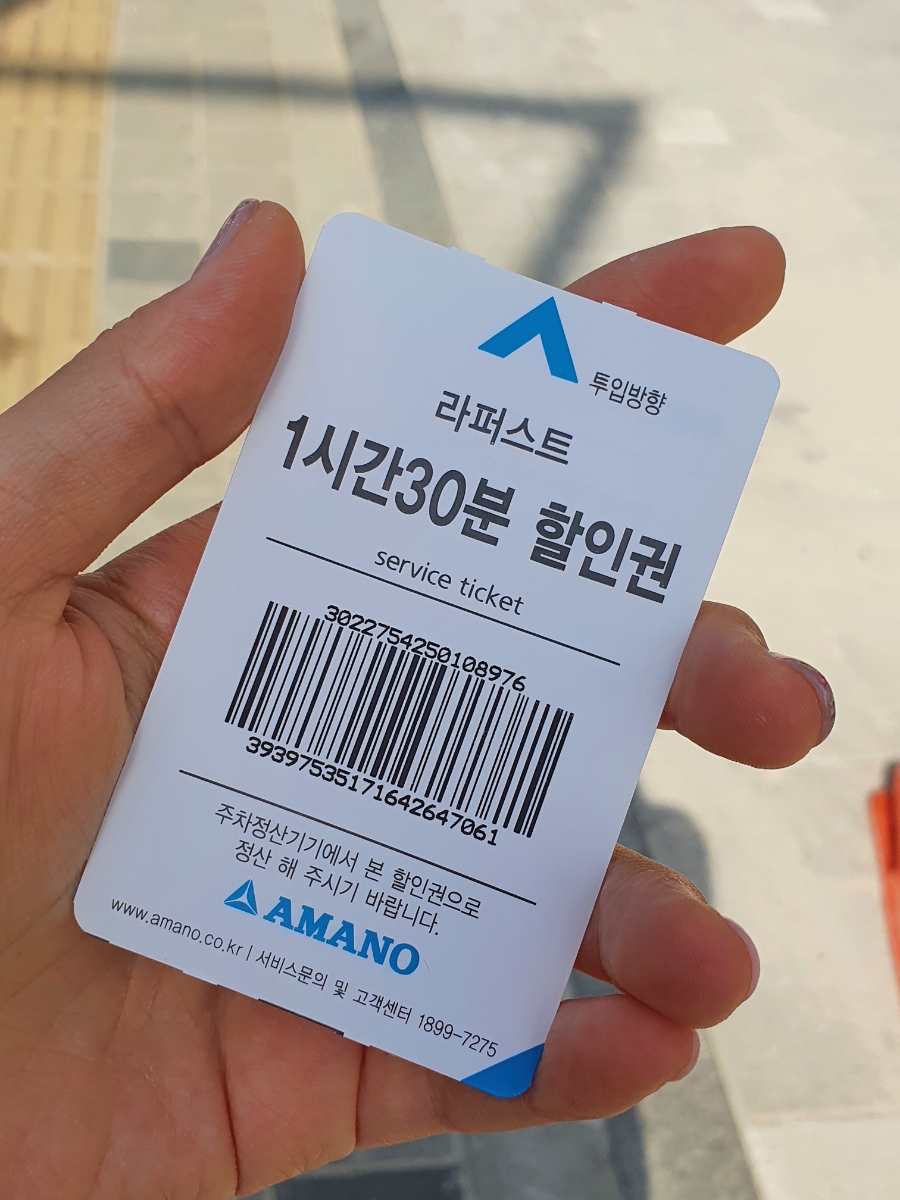 투입방향
라퍼스트
1시간30분 할인권
service ticket
3022754250108976
39397535171642647061
주차정산기기에서 본 할인권으로
정산 해 주시기 바랍니다.
AMANO
www.amano.co.kr | 서비스문의 및 고객센터 1899-7275